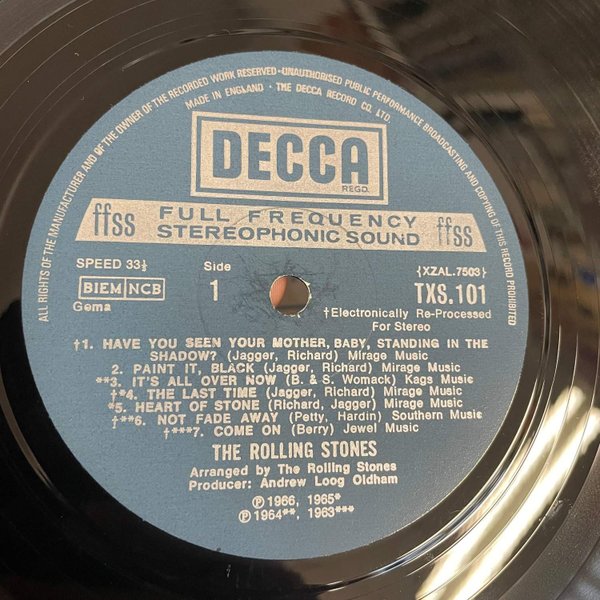 ALL RIGHTS OF THE MANUFACTURER AND OF THE OWNER OF THE RECORDED WORK RESERVED · UNAUTHORISED PUBLIC PERFORMANCE BROADCASTING AND COPYING OF THIS RECORD PROHIBITED
MADE IN ENGLAND · THE DECCA RECORD CO. LTD.
DECCA
REGD.
ffss FULL FREQUENCY STEREOPHONIC SOUND ffss
SPEED 33⅓ Side {XZAL.7503}
BIEM NCB 1 TXS.101
Gema †Electronically Re-Processed
For Stereo
†1. HAVE YOU SEEN YOUR MOTHER, BABY, STANDING IN THE
SHADOW? (Jagger, Richard) Mirage Music
2. PAINT IT, BLACK (Jagger, Richard) Mirage Music
**3. IT'S ALL OVER NOW (B. & S. Womack) Kags Music
†*4. THE LAST TIME (Jagger, Richard) Mirage Music
*5. HEART OF STONE (Richard, Jagger) Mirage Music
†**6. NOT FADE AWAY (Petty, Hardin) Southern Music
†***7. COME ON (Berry) Jewel Music
THE ROLLING STONES
Arranged by The Rolling Stones
Producer: Andrew Loog Oldham
℗ 1966, 1965*
℗ 1964**, 1963***